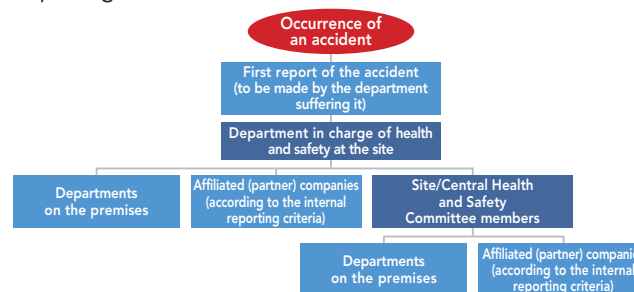 Occurrence of
an accident
First report of the accident
(to be made by the department
suffering it)
Department in charge of health
and safety at the site
Departments
on the premises
Affiliated (partner) companies
(according to the internal
reporting criteria)
Site/Central Health
and Safety
Committee members
Departments
on the premises
Affiliated (partner) companie
(according to the internal
reporting criteria)